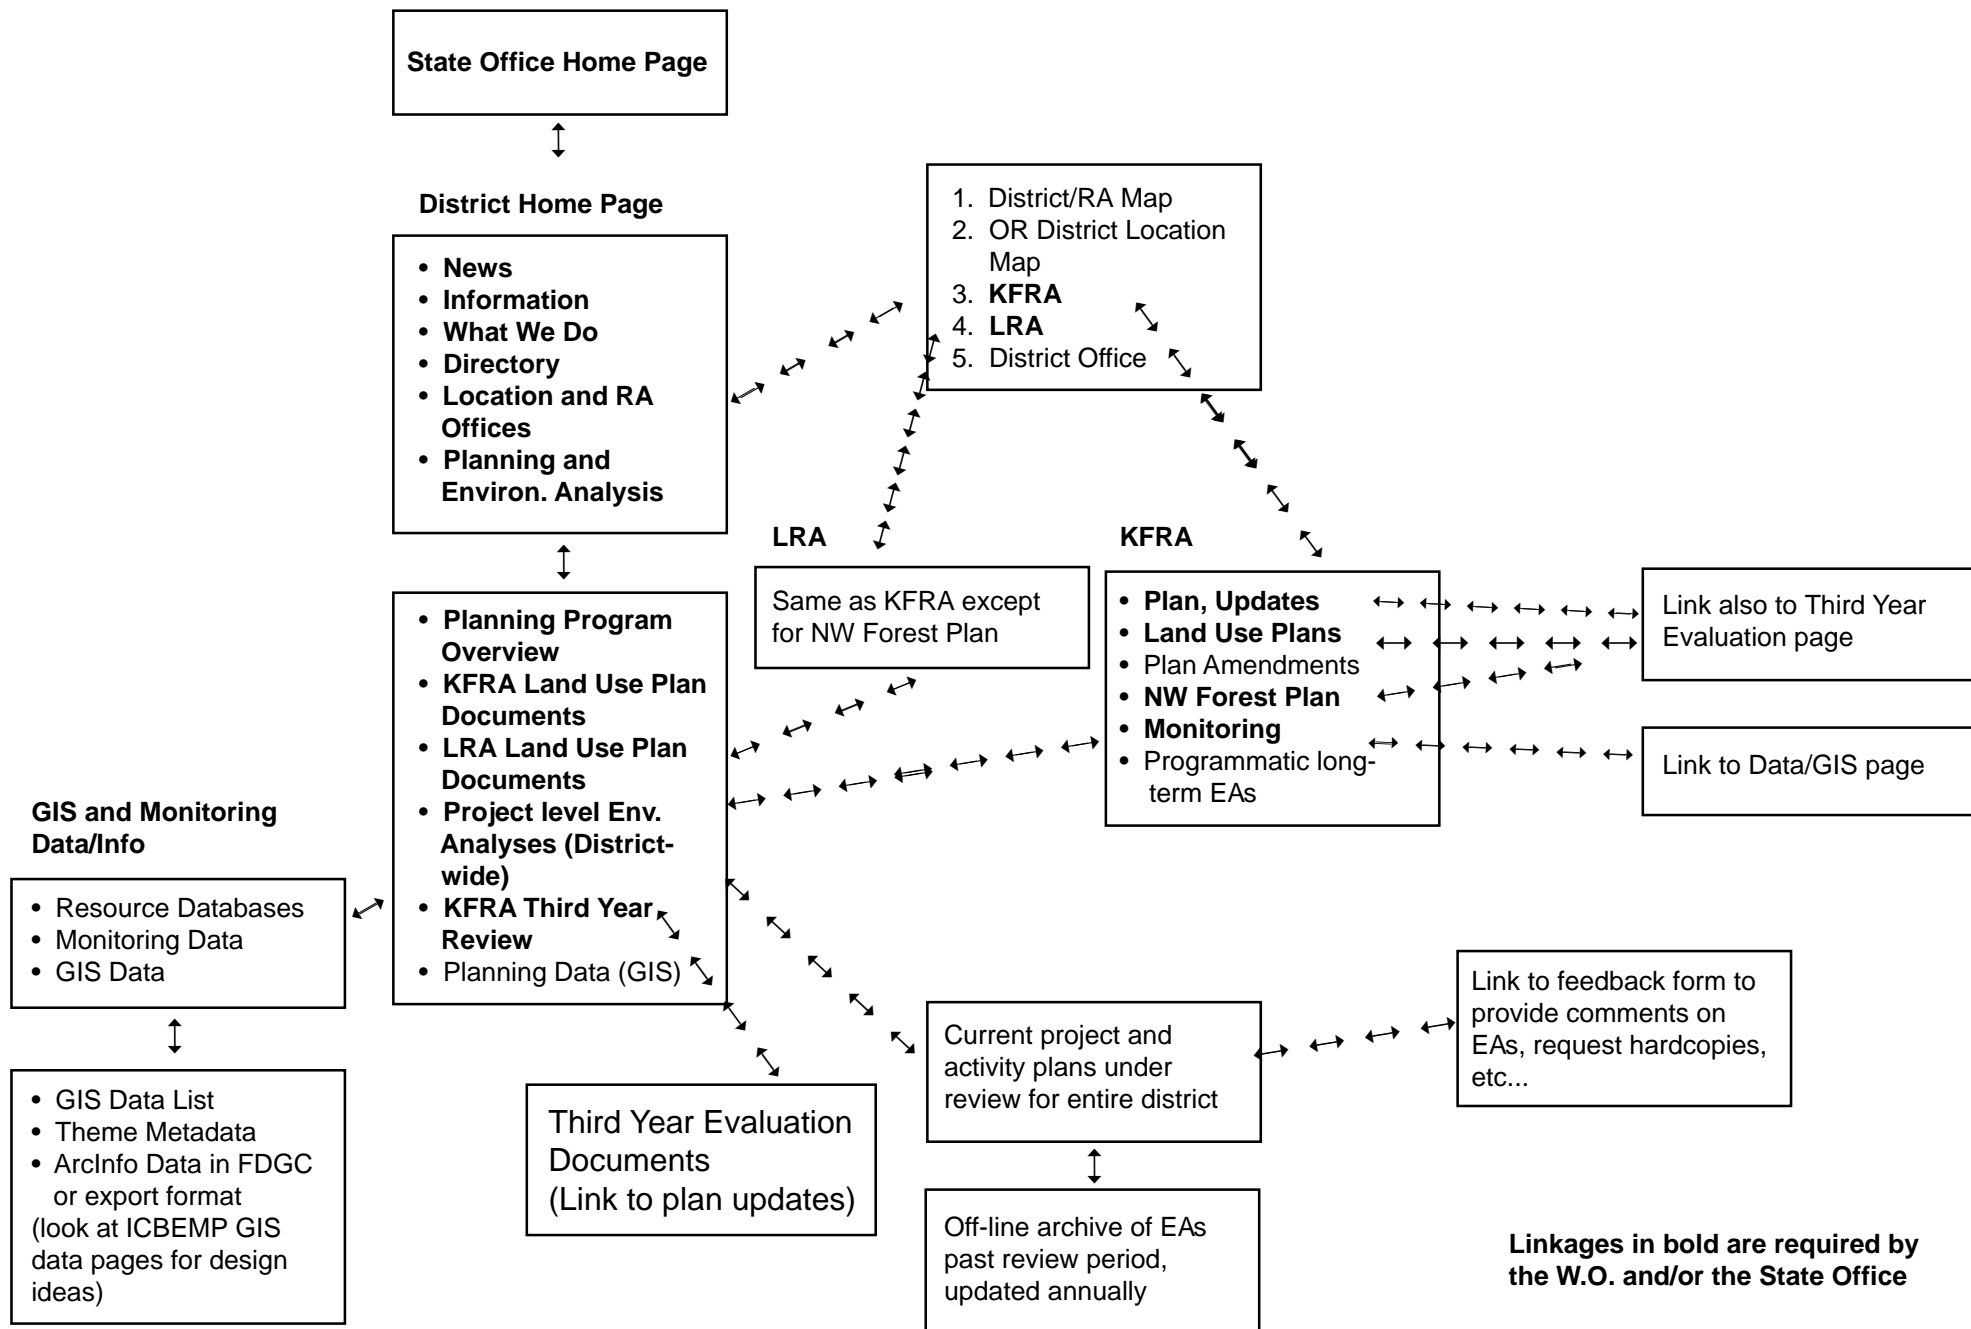 State Office Home Page
District Home Page
• News
• Information
• What We Do
• Directory
• Location and RA
Offices
• Planning and
Environ. Analysis
1. District/RA Map
2. OR District Location
Map
3. KFRA
4. LRA
5. District Office
LRA
Same as KFRA except
for NW Forest Plan
KFRA
• Plan, Updates
• Land Use Plans
• Plan Amendments
• NW Forest Plan
• Monitoring
• Programmatic long-
term EAs
Link also to Third Year
Evaluation page
Link to Data/GIS page
• Planning Program
Overview
• KFRA Land Use Plan
Documents
• LRA Land Use Plan
Documents
• Project level Env.
Analyses (District-
wide)
• KFRA Third Year
Review
• Planning Data (GIS)
GIS and Monitoring
Data/Info
• Resource Databases
• Monitoring Data
• GIS Data
• GIS Data List
• Theme Metadata
• ArcInfo Data in FDGC
or export format
(look at ICBEMP GIS
data pages for design
ideas)
Third Year Evaluation
Documents
(Link to plan updates)
Current project and
activity plans under
review for entire district
Link to feedback form to
provide comments on
EAs, request hardcopies,
etc...
Off-line archive of EAs
past review period,
updated annually
Linkages in bold are required by
the W.O. and/or the State Office